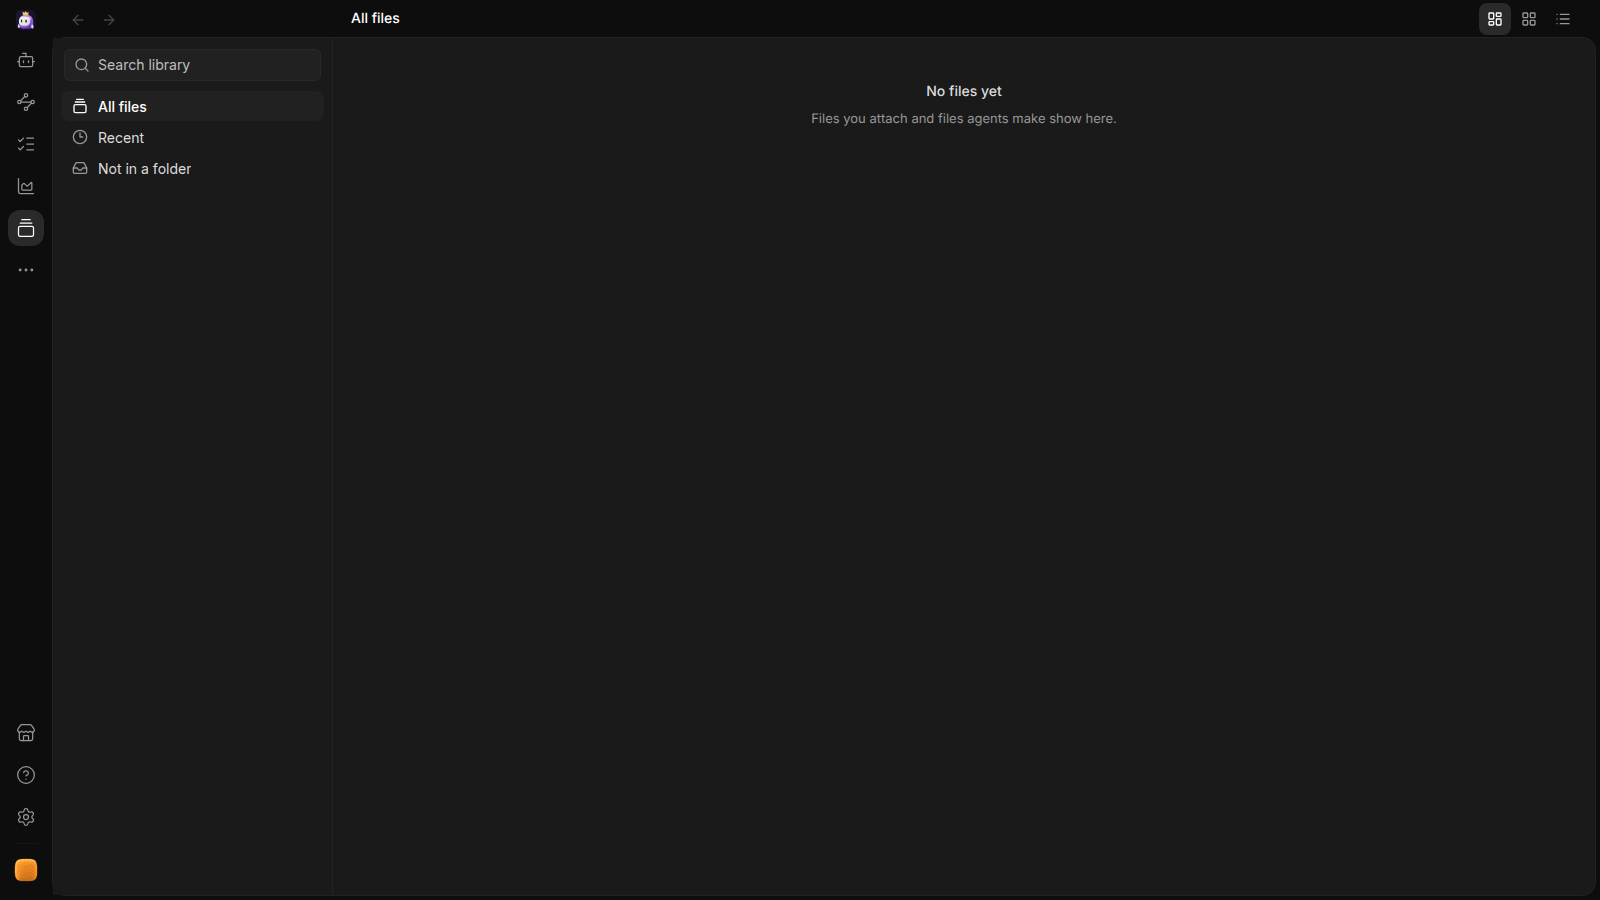 All files
Search library
All files
Recent
Not in a folder
No files yet
Files you attach and files agents make show here.